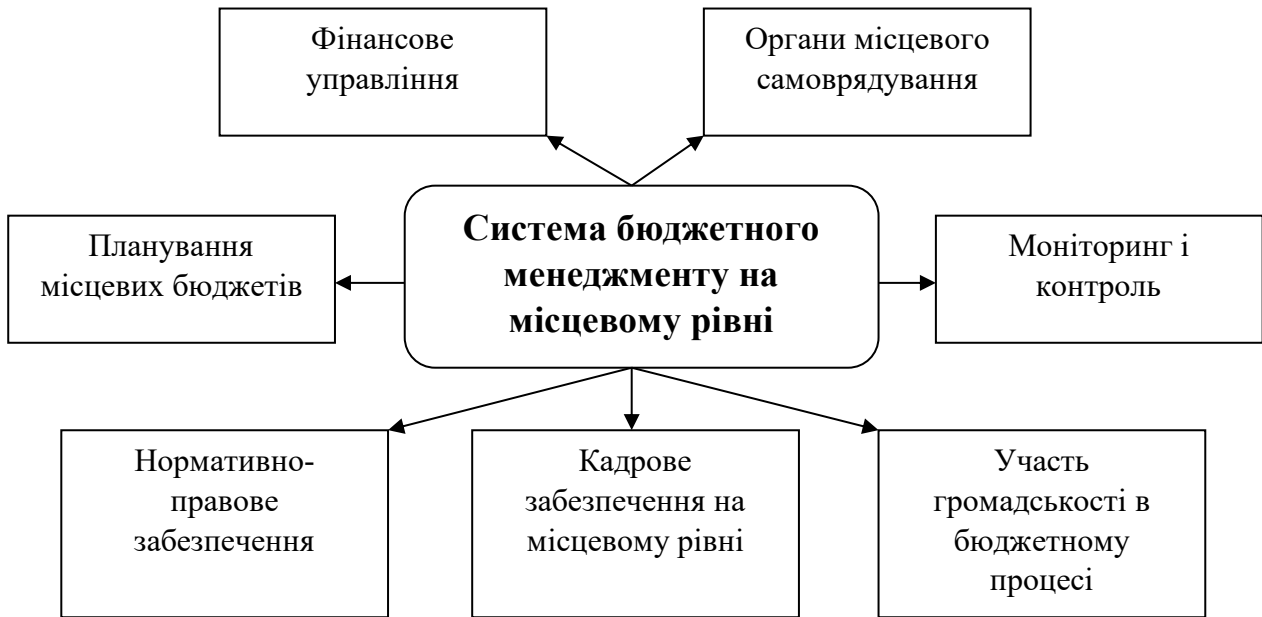 Фінансове
управління
Органи місцевого
самоврядування
Планування
місцевих бюджетів
Система бюджетного
менеджменту на
місцевому рівні
Моніторинг і
контроль
Нормативно-
правове
забезпечення
Кадрове
забезпечення на
місцевому рівні
Участь
громадськості в
бюджетному
процесі